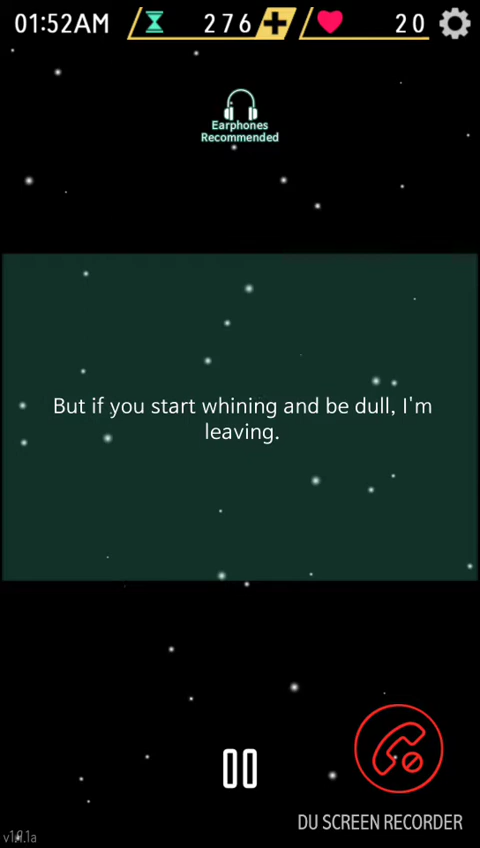 01:52AM 276 20
Earphones
Recommended
But if you start whining and be dull, I'm
leaving.
DU SCREEN RECORDER